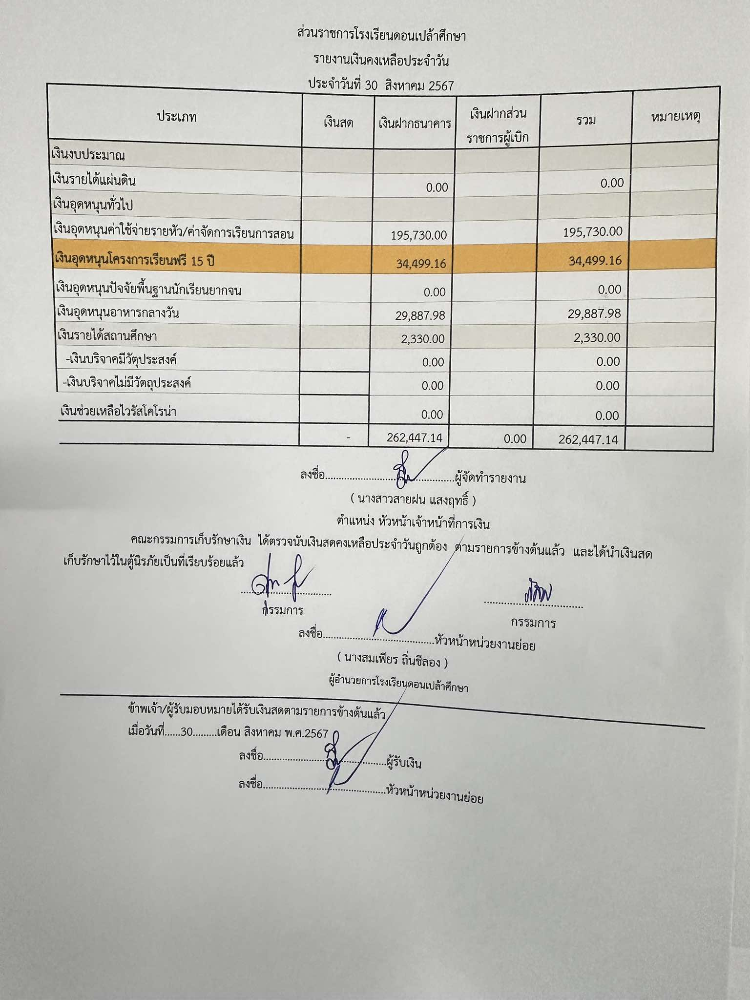 ส่วนราชการโรงเรียนดอนเปล้าศึกษา
รายงานเงินคงเหลือประจำวัน
ประจำวันที่ 30 สิงหาคม 2567
ประเภท เงินสด เงินฝากธนาคาร เงินฝากส่วนราชการผู้เบิก รวม หมายเหตุ
เงินงบประมาณ
เงินรายได้แผ่นดิน 0.00 0.00
เงินอุดหนุนทั่วไป
เงินอุดหนุนค่าใช้จ่ายรายหัว/ค่าจัดการเรียนการสอน 195,730.00 195,730.00
เงินอุดหนุนโครงการเรียนฟรี 15 ปี 34,499.16 34,499.16
เงินอุดหนุนปัจจัยพื้นฐานนักเรียนยากจน 0.00 0.00
เงินอุดหนุนอาหารกลางวัน 29,887.98 29,887.98
เงินรายได้สถานศึกษา 2,330.00 2,330.00
-เงินบริจาคมีวัตุประสงค์ 0.00 0.00
-เงินบริจาคไม่มีวัตถุประสงค์ 0.00 0.00
เงินช่วยเหลือไวรัสโคโรน่า 0.00 0.00
- 262,447.14 0.00 262,447.14
ลงชื่อ..............................................ผู้จัดทำรายงาน
( นางสาวสายฝน แสงฤทธิ์ )
ตำแหน่ง หัวหน้าเจ้าหน้าที่การเงิน
คณะกรรมการเก็บรักษาเงิน ได้ตรวจนับเงินสดคงเหลือประจำวันถูกต้อง ตามรายการข้างต้นแล้ว และได้นำเงินสด
เก็บรักษาไว้ในตู้นิรภัยเป็นที่เรียบร้อยแล้ว
กรรมการ กรรมการ
ลงชื่อ.......................................หัวหน้าหน่วยงานย่อย
( นางสมเพียร ถิ่นชีลอง )
ผู้อำนวยการโรงเรียนดอนเปล้าศึกษา
ข้าพเจ้า/ผู้รับมอบหมายได้รับเงินสดตามรายการข้างต้นแล้ว
เมื่อวันที่......30.........เดือน สิงหาคม พ.ศ.2567
ลงชื่อ...........................................ผู้รับเงิน
ลงชื่อ...........................................หัวหน้าหน่วยงานย่อย